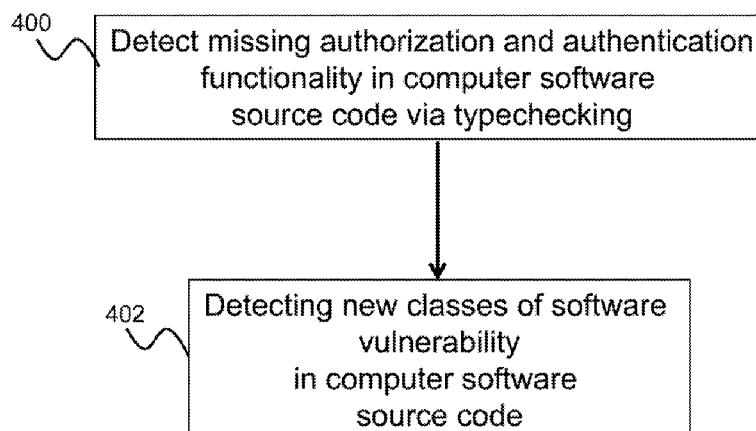 400
Detect missing authorization and authentication
functionality in computer software
source code via typechecking
402
Detecting new classes of software
vulnerability
in computer software
source code